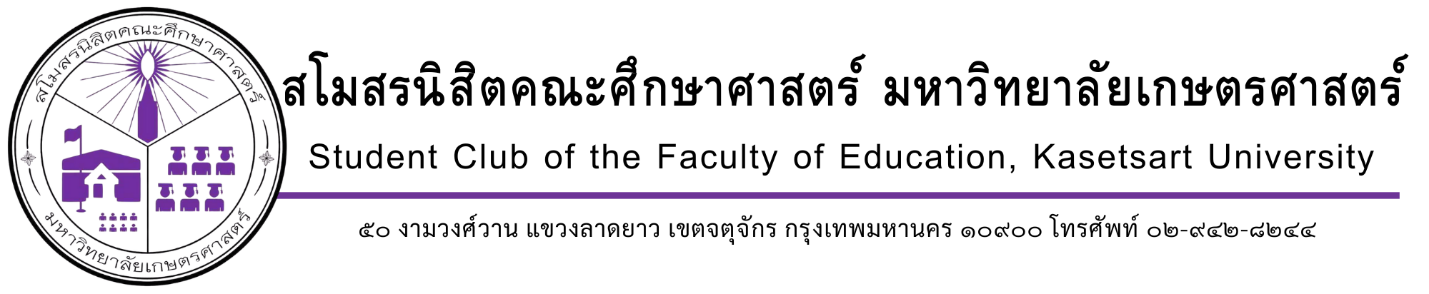 สโมสรนิสิตคณะศึกษาศาสตร์
มหาวิทยาลัยเกษตรศาสตร์
สโมสรนิสิตคณะศึกษาศาสตร์ มหาวิทยาลัยเกษตรศาสตร์
Student Club of the Faculty of Education, Kasetsart University
๕๐ งามวงศ์วาน แขวงลาดยาว เขตจตุจักร กรุงเทพมหานคร ๑๐๙๐๐ โทรศัพท์ ๐๒-๙๔๒-๘๒๔๔